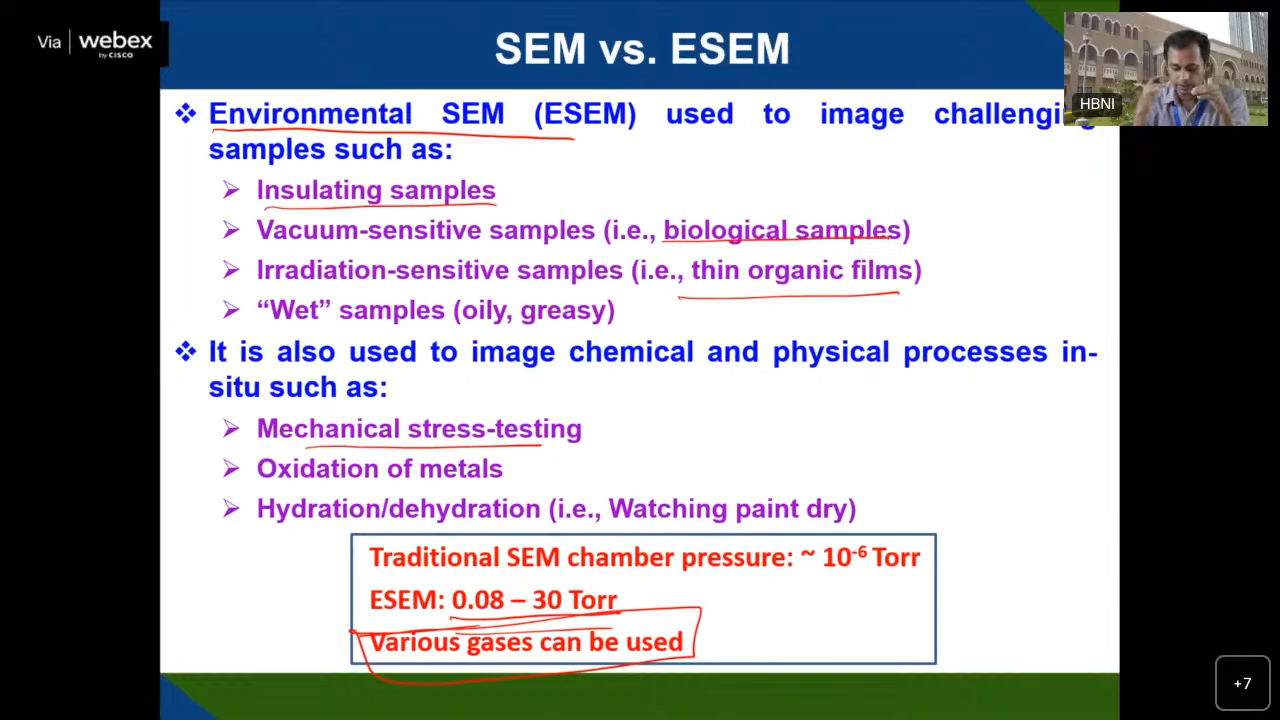 Via webex
by CISCO
SEM vs. ESEM
HBNI
Environmental SEM (ESEM) used to image challenging
samples such as:
Insulating samples
Vacuum-sensitive samples (i.e., biological samples)
Irradiation-sensitive samples (i.e., thin organic films)
“Wet” samples (oily, greasy)
It is also used to image chemical and physical processes in-
situ such as:
Mechanical stress-testing
Oxidation of metals
Hydration/dehydration (i.e., Watching paint dry)
Traditional SEM chamber pressure: ~ 10⁻⁶ Torr
ESEM: 0.08 – 30 Torr
Various gases can be used
+7